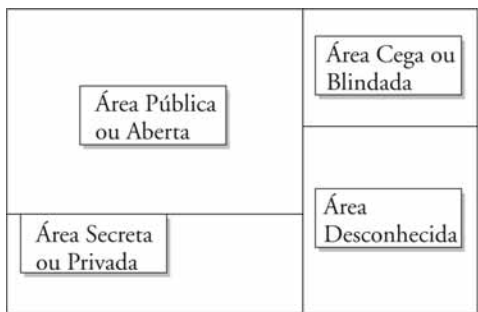 Área Pública
ou Aberta
Área Cega ou
Blindada
Área Secreta
ou Privada
Área
Desconhecida